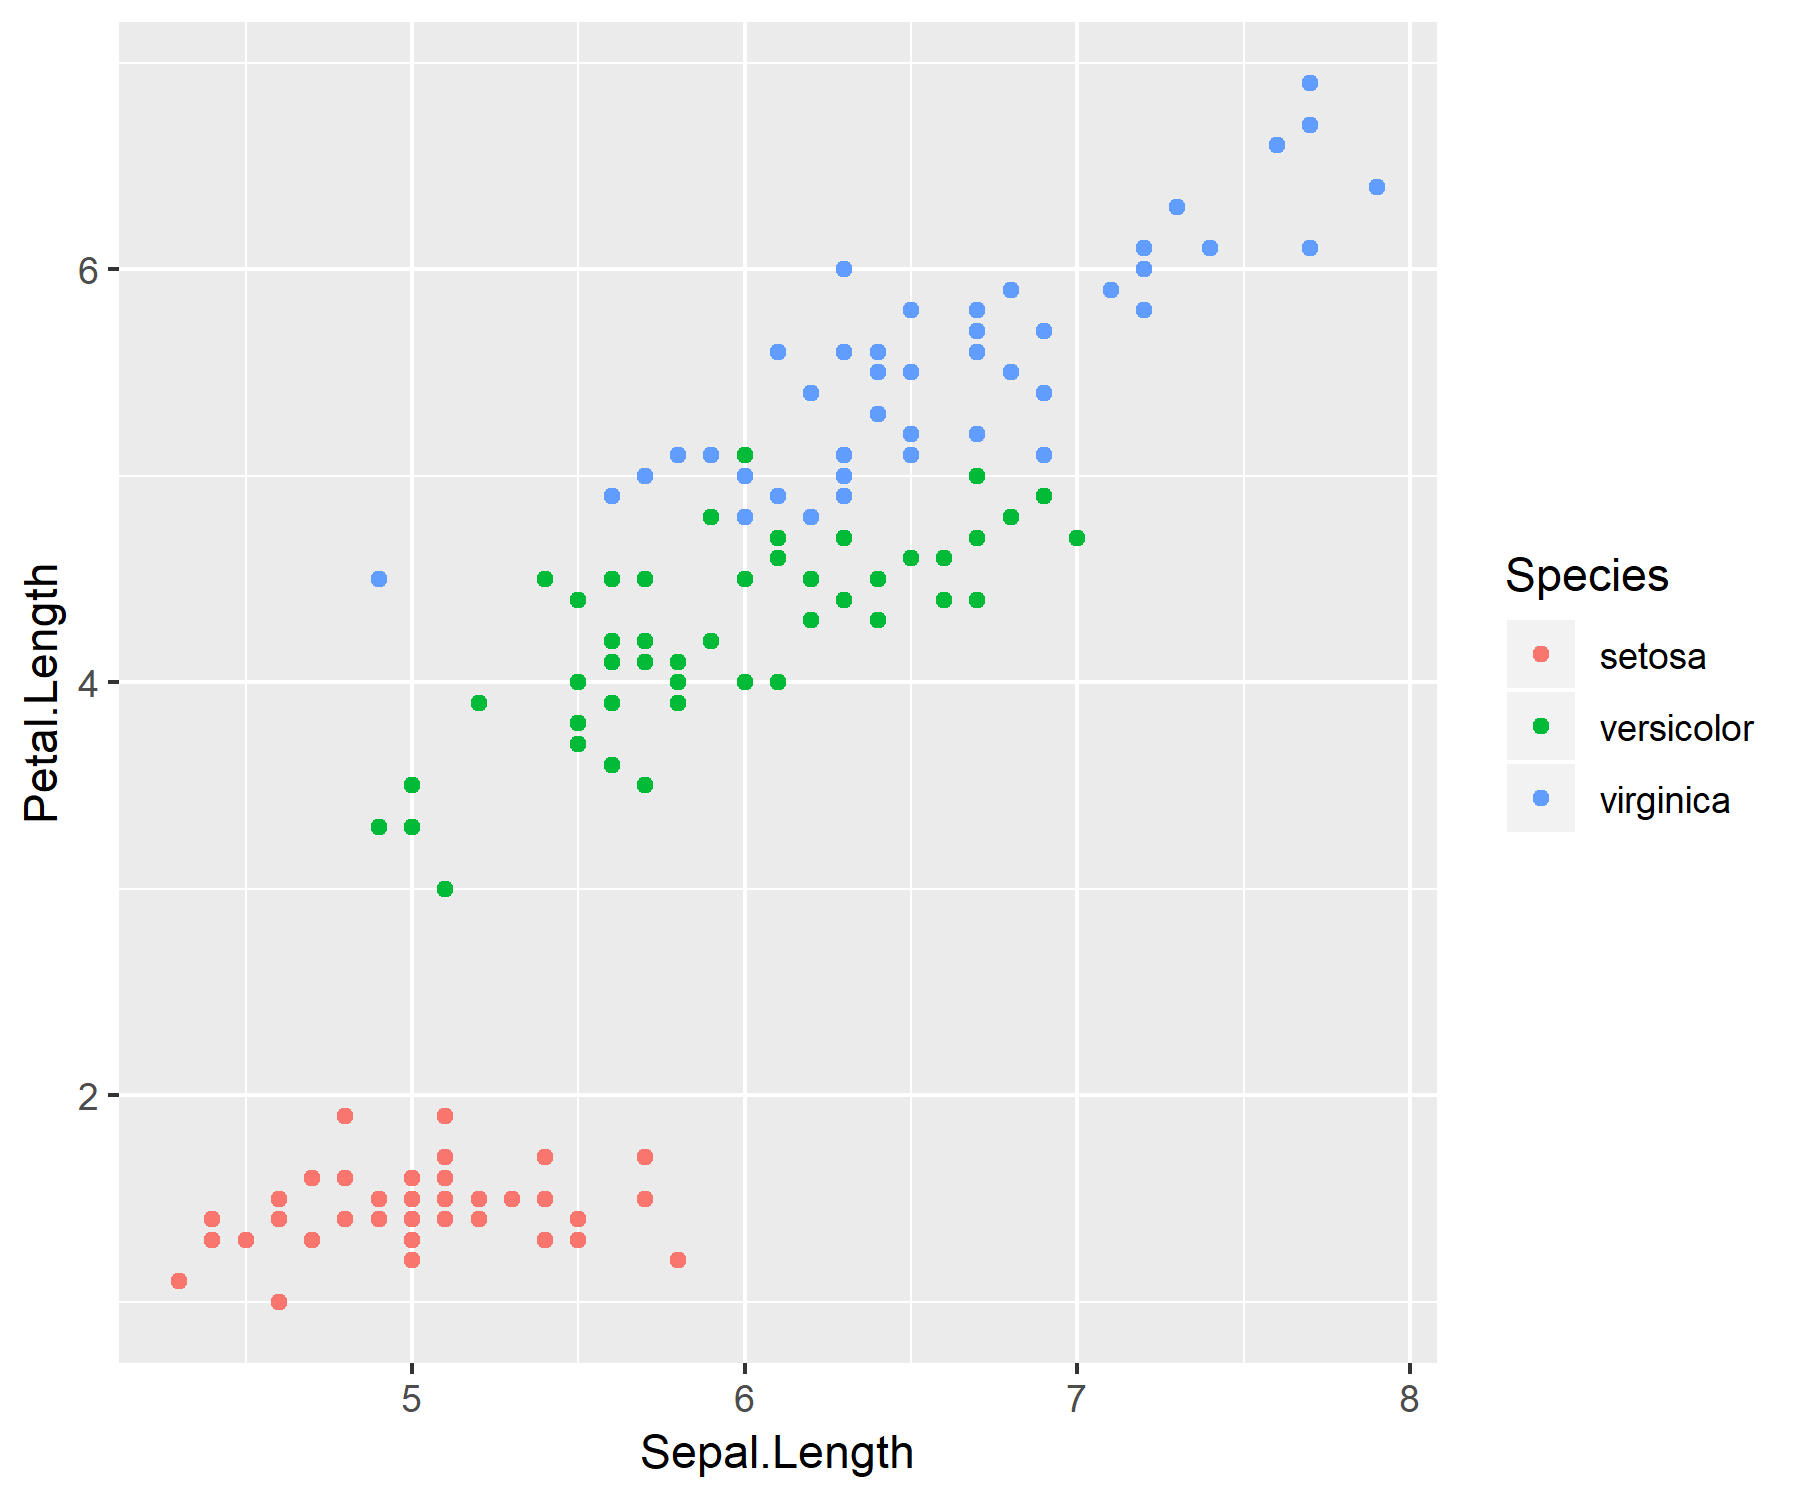 6
4
2
5 6 7 8
Sepal.Length
Petal.Length
Species
setosa
versicolor
virginica